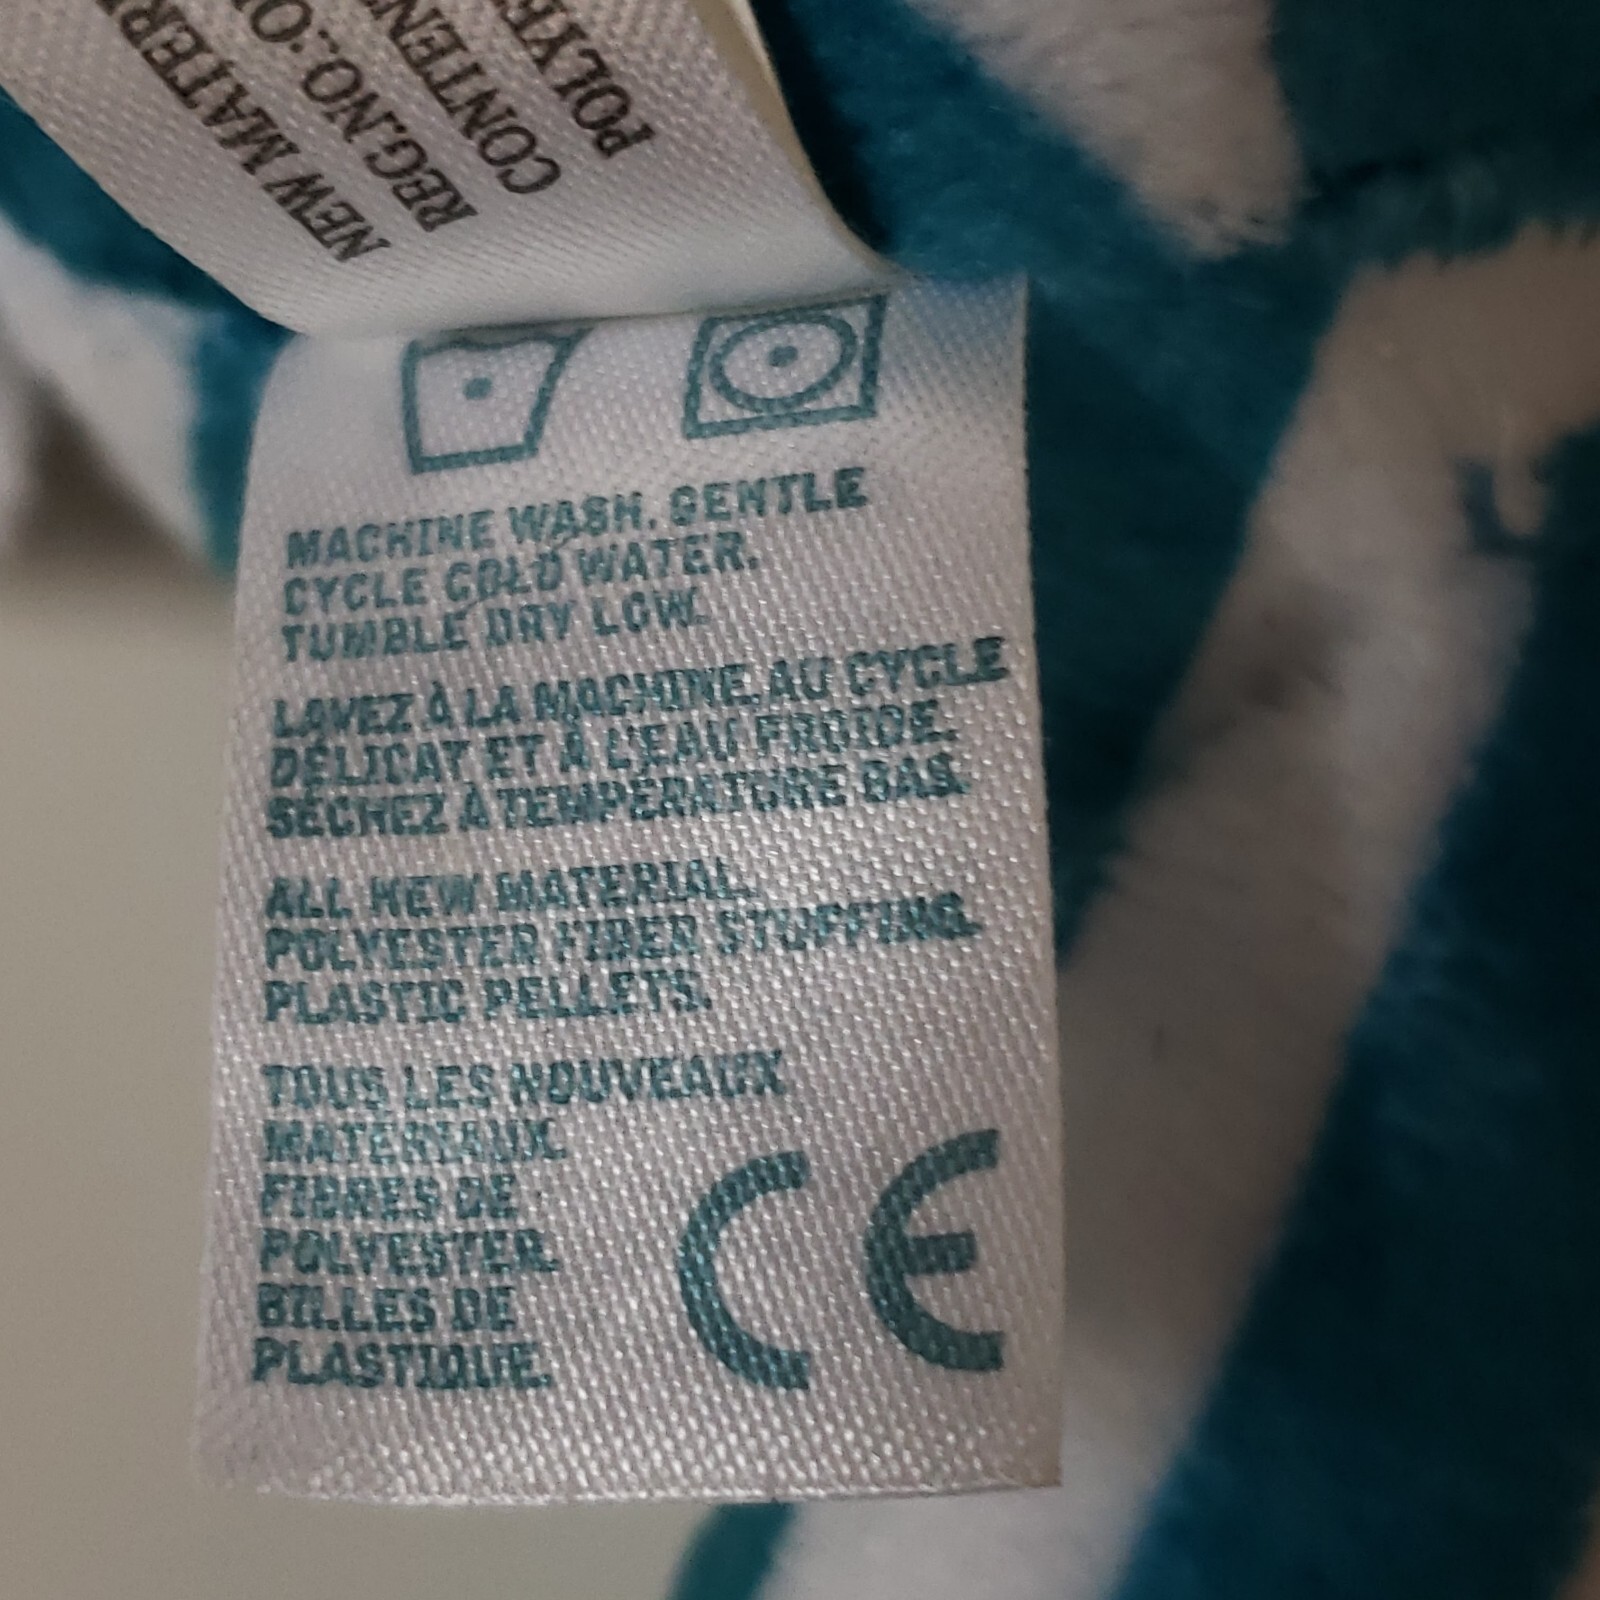 NEW MATER
REG.NO.:
CONTEN
POLYE
MACHINE WASH. GENTLE
CYCLE COLD WATER.
TUMBLE DRY LOW.
LAVEZ À LA MACHINE. AU CYCLE
DÉLICAT ET À L'EAU FROIDE.
SÉCHEZ À TEMPÉRATURE BAS.
ALL NEW MATERIAL.
POLYESTER FIBER STUFFING.
PLASTIC PELLETS.
TOUS LES NOUVEAUX
MATERIAUX.
FIBRES DE
POLYESTER.
BILLES DE
PLASTIQUE.
CE